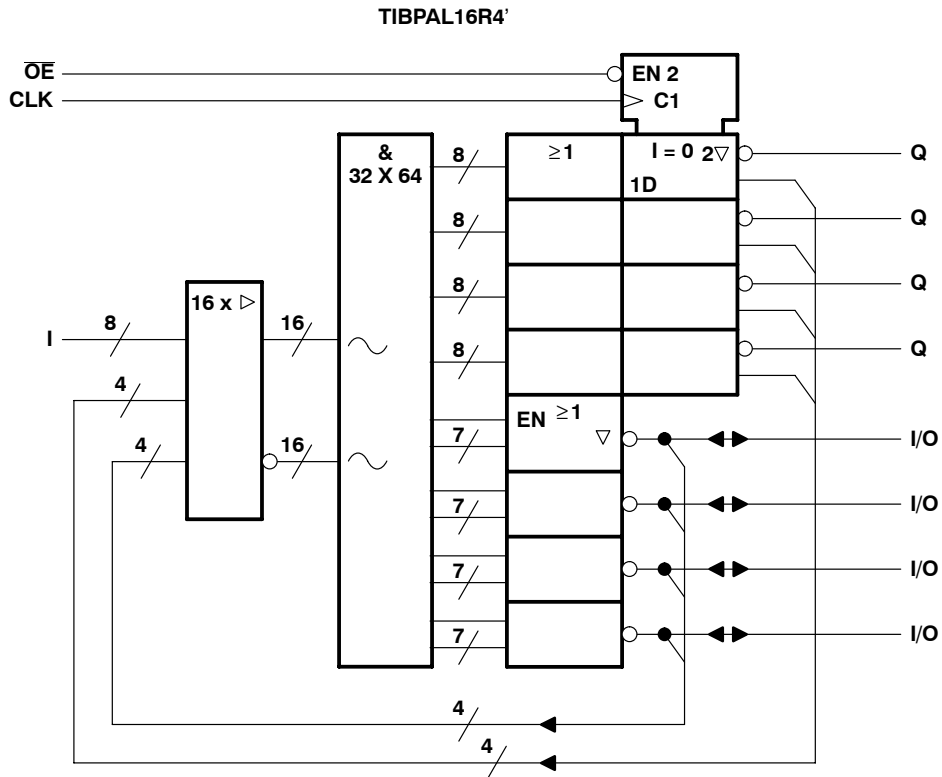 TIBPAL16R4'
OE
EN 2
CLK
C1
&
32 X 64
8
≥1
I = 0 2▽
Q
1D
8
Q
8
Q
16 x ▷
8
16
8
Q
I
4
EN ≥1
▽
7
I/O
4
16
7
I/O
7
I/O
7
I/O
4
4